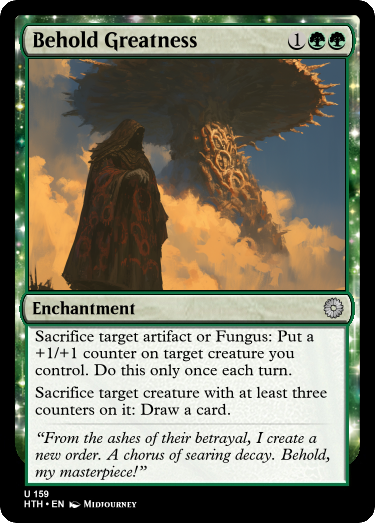 Behold Greatness 1
Enchantment
Sacrifice target artifact or Fungus: Put a
+1/+1 counter on target creature you
control. Do this only once each turn.
Sacrifice target creature with at least three
counters on it: Draw a card.
“From the ashes of their betrayal, I create a
new order. A chorus of searing decay. Behold,
my masterpiece!”
U 159
HTH • EN Midjourney